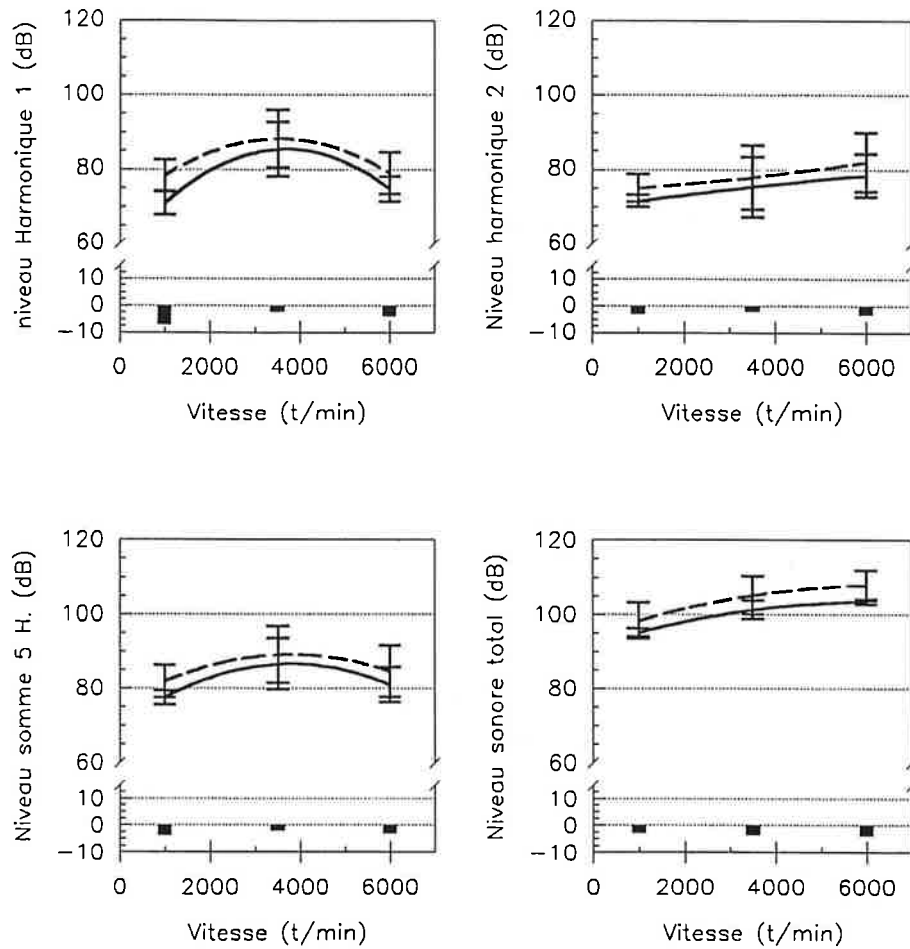 niveau Harmonique 1 (dB)
120
100
80
60
10
0
−10
0 2000 4000 6000
Vitesse (t/min)
Niveau harmonique 2 (dB)
120
100
80
60
10
0
−10
0 2000 4000 6000
Vitesse (t/min)
Niveau somme 5 H. (dB)
120
100
80
60
10
0
−10
0 2000 4000 6000
Vitesse (t/min)
Niveau sonore total (dB)
120
100
80
60
10
0
−10
0 2000 4000 6000
Vitesse (t/min)